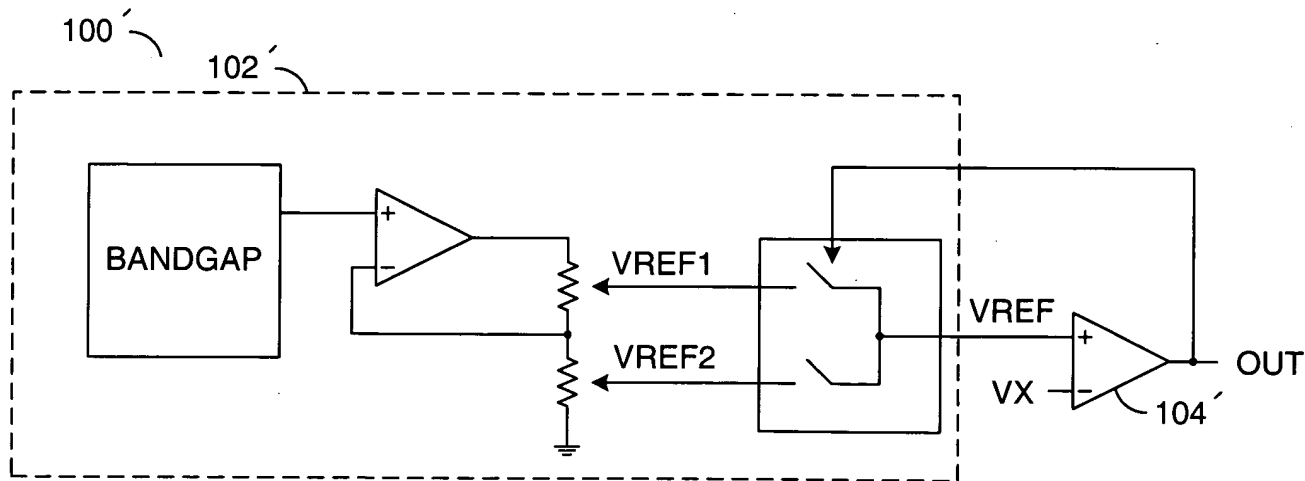 100′
102′
BANDGAP
+
−
VREF1
VREF2
VREF
+
VX
−
OUT
104′